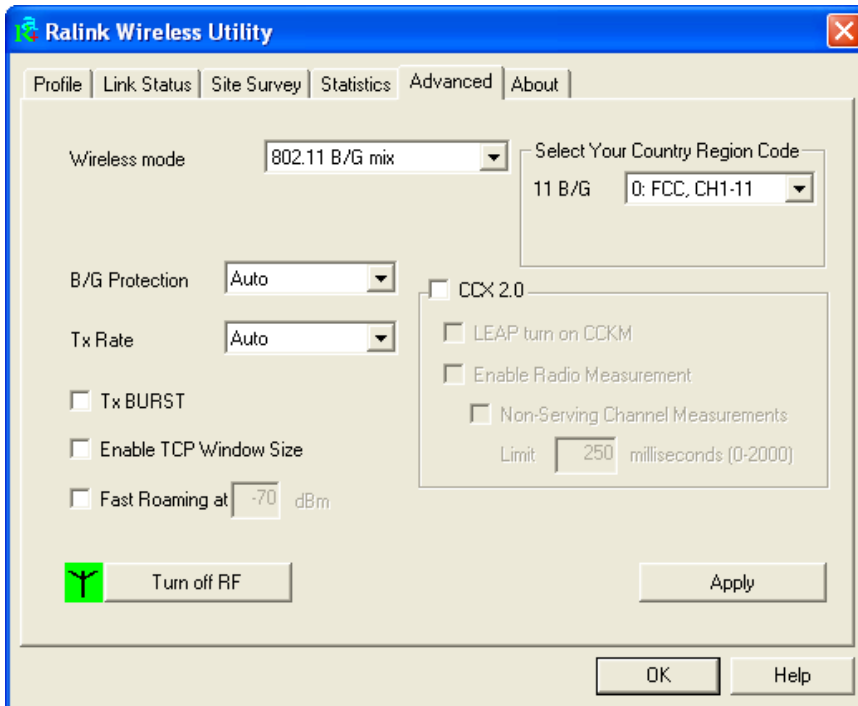 Ralink Wireless Utility
Profile Link Status Site Survey Statistics Advanced About
Wireless mode 802.11 B/G mix
Select Your Country Region Code
11 B/G 0: FCC, CH1-11
B/G Protection Auto
CCX 2.0
Tx Rate Auto
LEAP turn on CCKM
Enable Radio Measurement
Tx BURST
Non-Serving Channel Measurements
Enable TCP Window Size
Limit 250 milliseconds (0-2000)
Fast Roaming at -70 dBm
Turn off RF
Apply
OK
Help